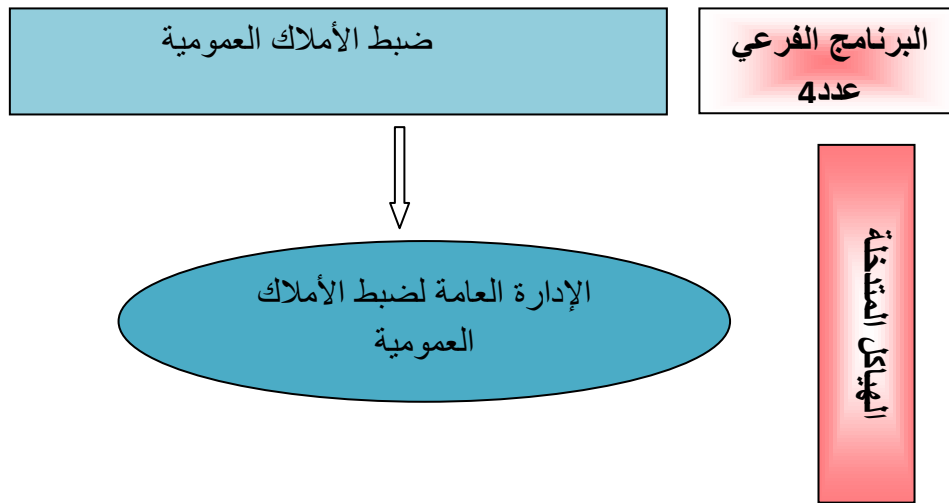 البرنامج الفرعي
عدد4
ضبط الأملاك العمومية
الهياكل المتدخلة
الإدارة العامة لضبط الأملاك
العمومية